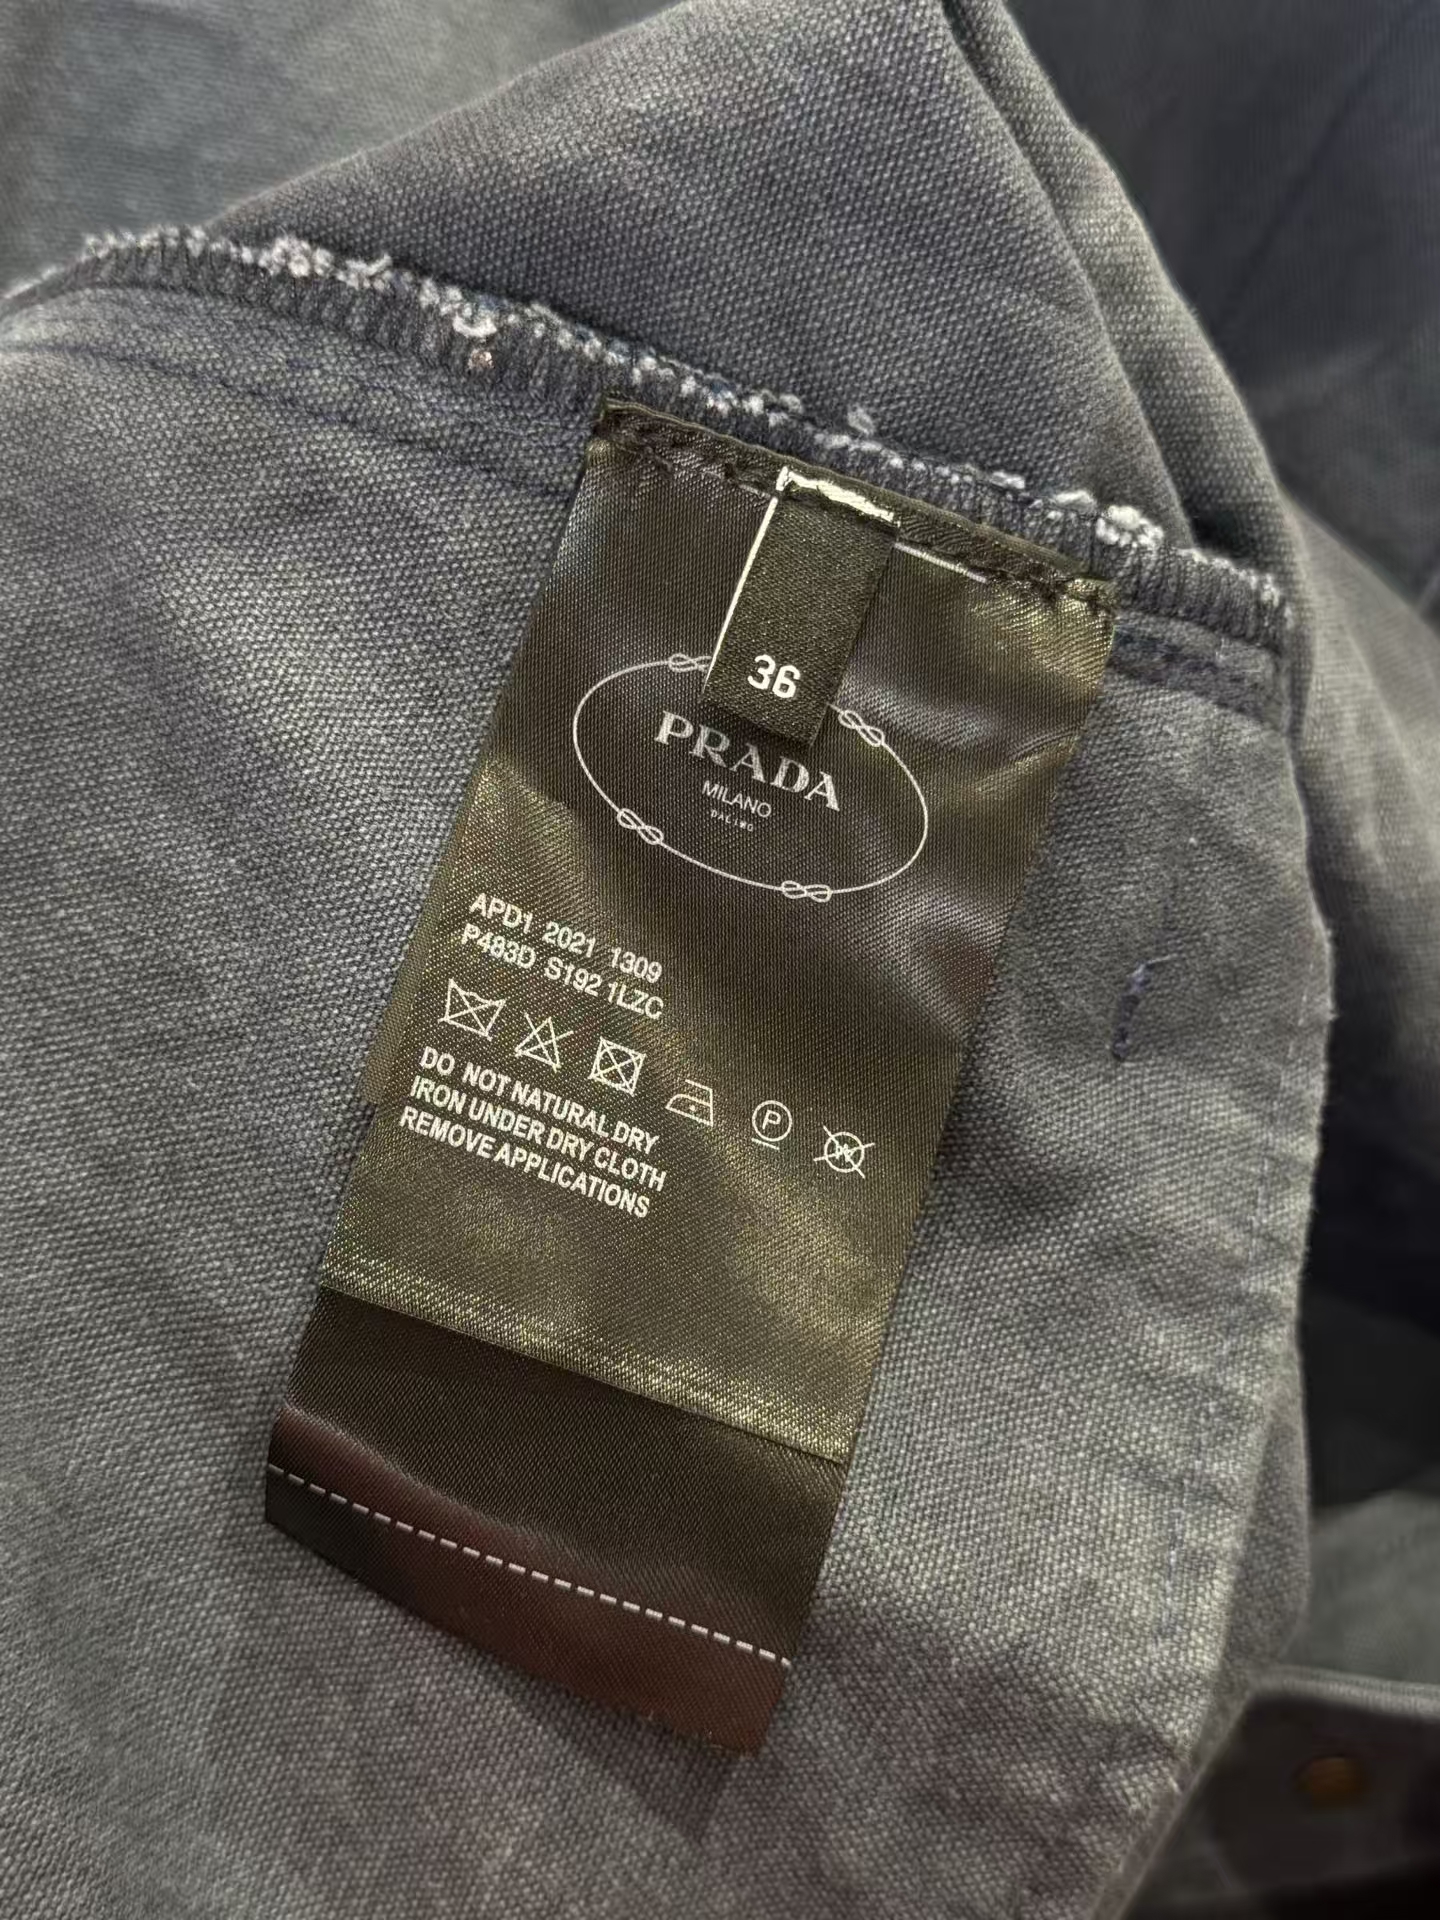 36
PRADA
MILANO
APD1 2021 1309
P483D S192 1LZC
P
DO NOT NATURAL DRY
IRON UNDER DRY CLOTH
REMOVE APPLICATIONS